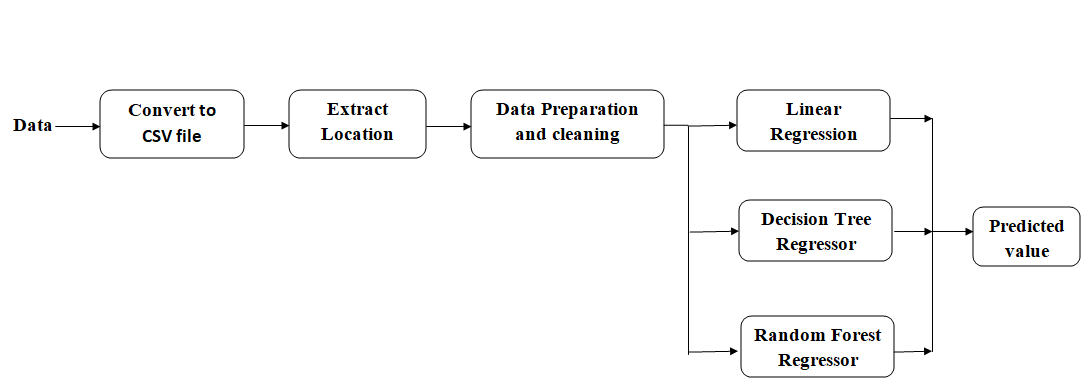 Data
Convert to
CSV file
Extract
Location
Data Preparation
and cleaning
Linear
Regression
Decision Tree
Regressor
Random Forest
Regressor
Predicted
value